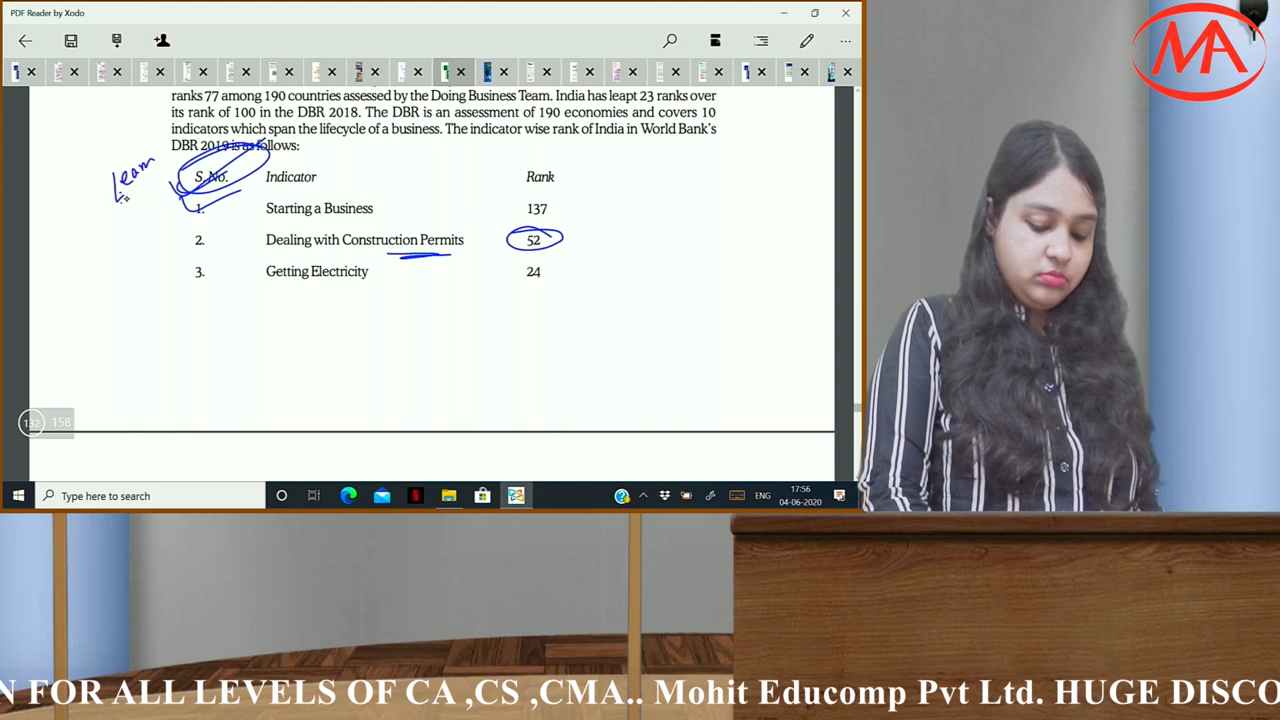 PDF Reader by Xodo
MA
ranks 77 among 190 countries assessed by the Doing Business Team. India has leapt 23 ranks over
its rank of 100 in the DBR 2018. The DBR is an assessment of 190 economies and covers 10
indicators which span the lifecycle of a business. The indicator wise rank of India in World Bank's
DBR 2019 is as follows:
Learn
S. No. Indicator Rank
1. Starting a Business 137
2. Dealing with Construction Permits 52
3. Getting Electricity 24
132 158
Type here to search
ENG
17:56
04-06-2020
N FOR ALL LEVELS OF CA ,CS ,CMA.. Mohit Educomp Pvt Ltd. HUGE DISCO